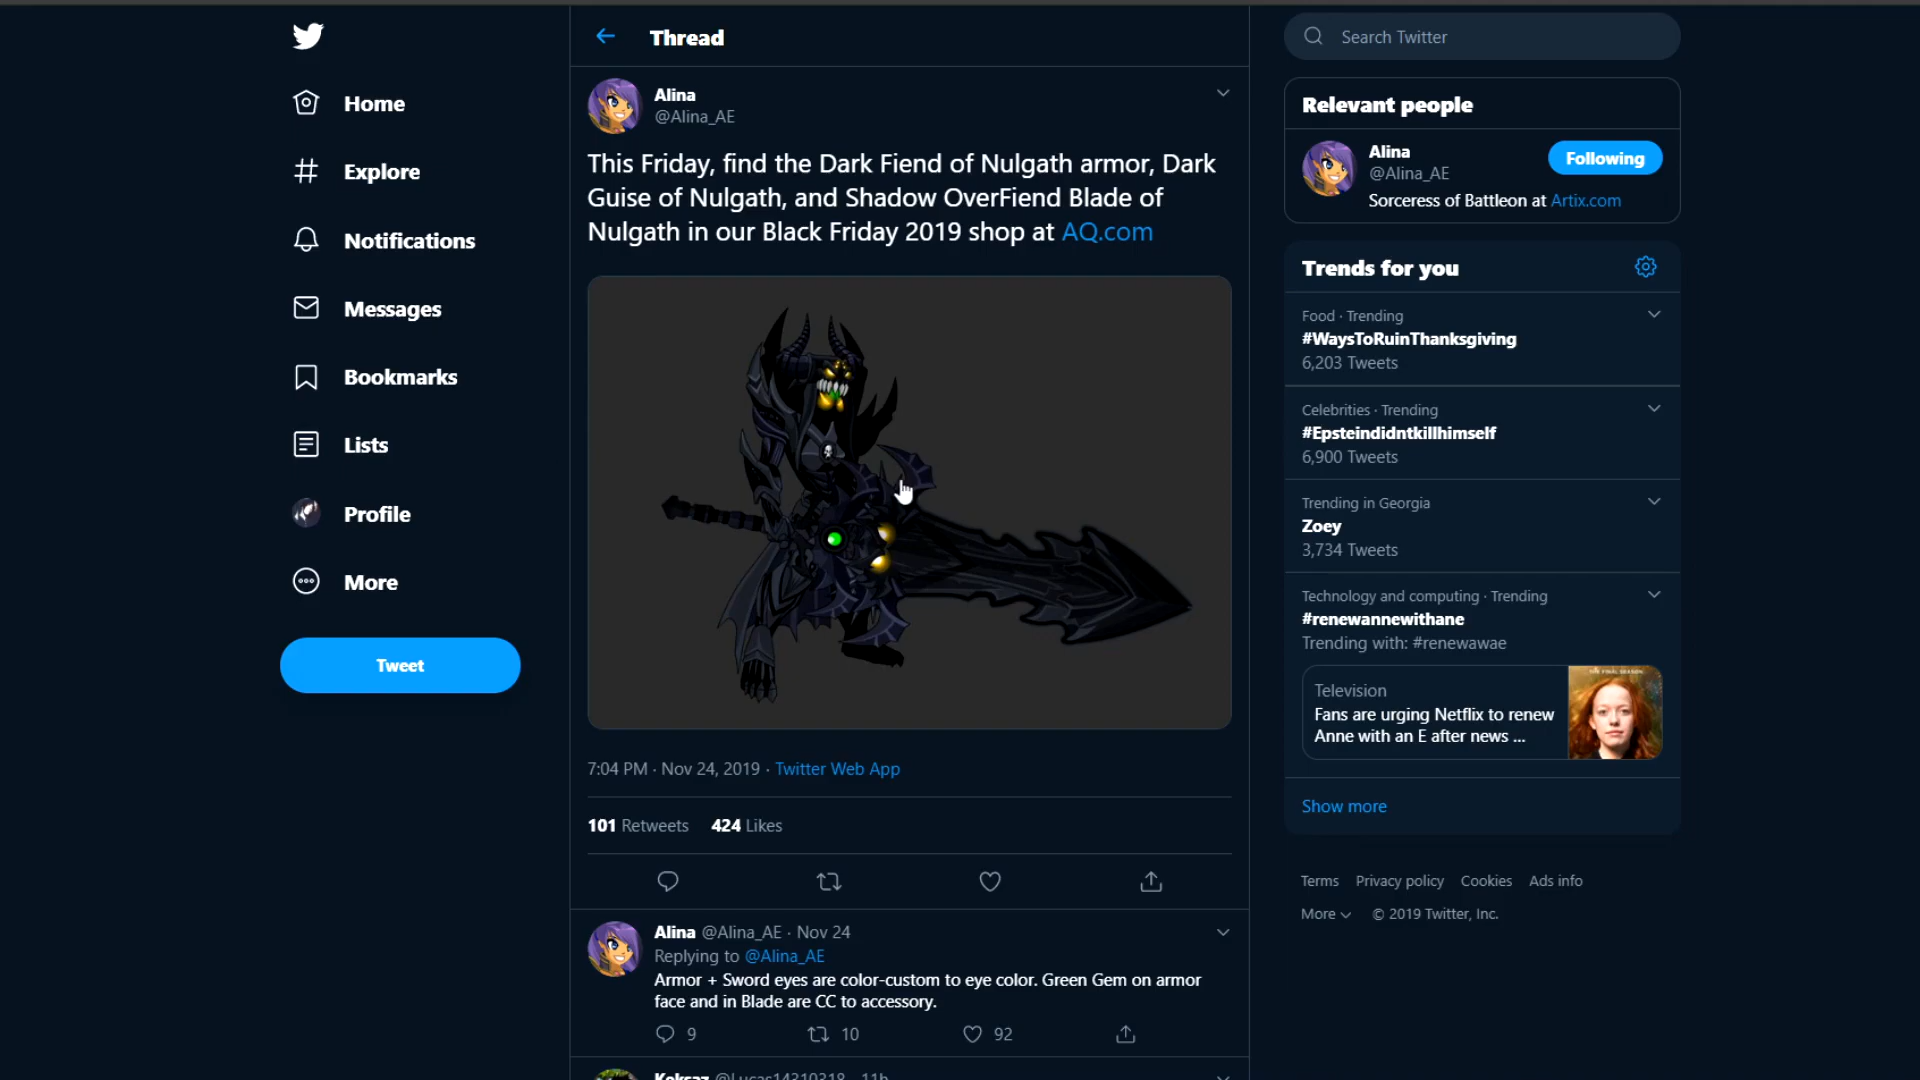 Home
Explore
Notifications
Messages
Bookmarks
Lists
Profile
More
Tweet
Thread
Alina
@Alina_AE
This Friday, find the Dark Fiend of Nulgath armor, Dark
Guise of Nulgath, and Shadow OverFiend Blade of
Nulgath in our Black Friday 2019 shop at AQ.com
7:04 PM · Nov 24, 2019 · Twitter Web App
101 Retweets 424 Likes
Alina @Alina_AE · Nov 24
Replying to @Alina_AE
Armor + Sword eyes are color-custom to eye color. Green Gem on armor
face and in Blade are CC to accessory.
9 10 92
Search Twitter
Relevant people
Alina
@Alina_AE
Following
Sorceress of Battleon at Artix.com
Trends for you
Food · Trending
#WaysToRuinThanksgiving
6,203 Tweets
Celebrities · Trending
#Epsteindidntkillhimself
6,900 Tweets
Trending in Georgia
Zoey
3,734 Tweets
Technology and computing · Trending
#renewannewithane
Trending with: #renewawae
Television
Fans are urging Netflix to renew
Anne with an E after news ...
Show more
Terms Privacy policy Cookies Ads info
More © 2019 Twitter, Inc.